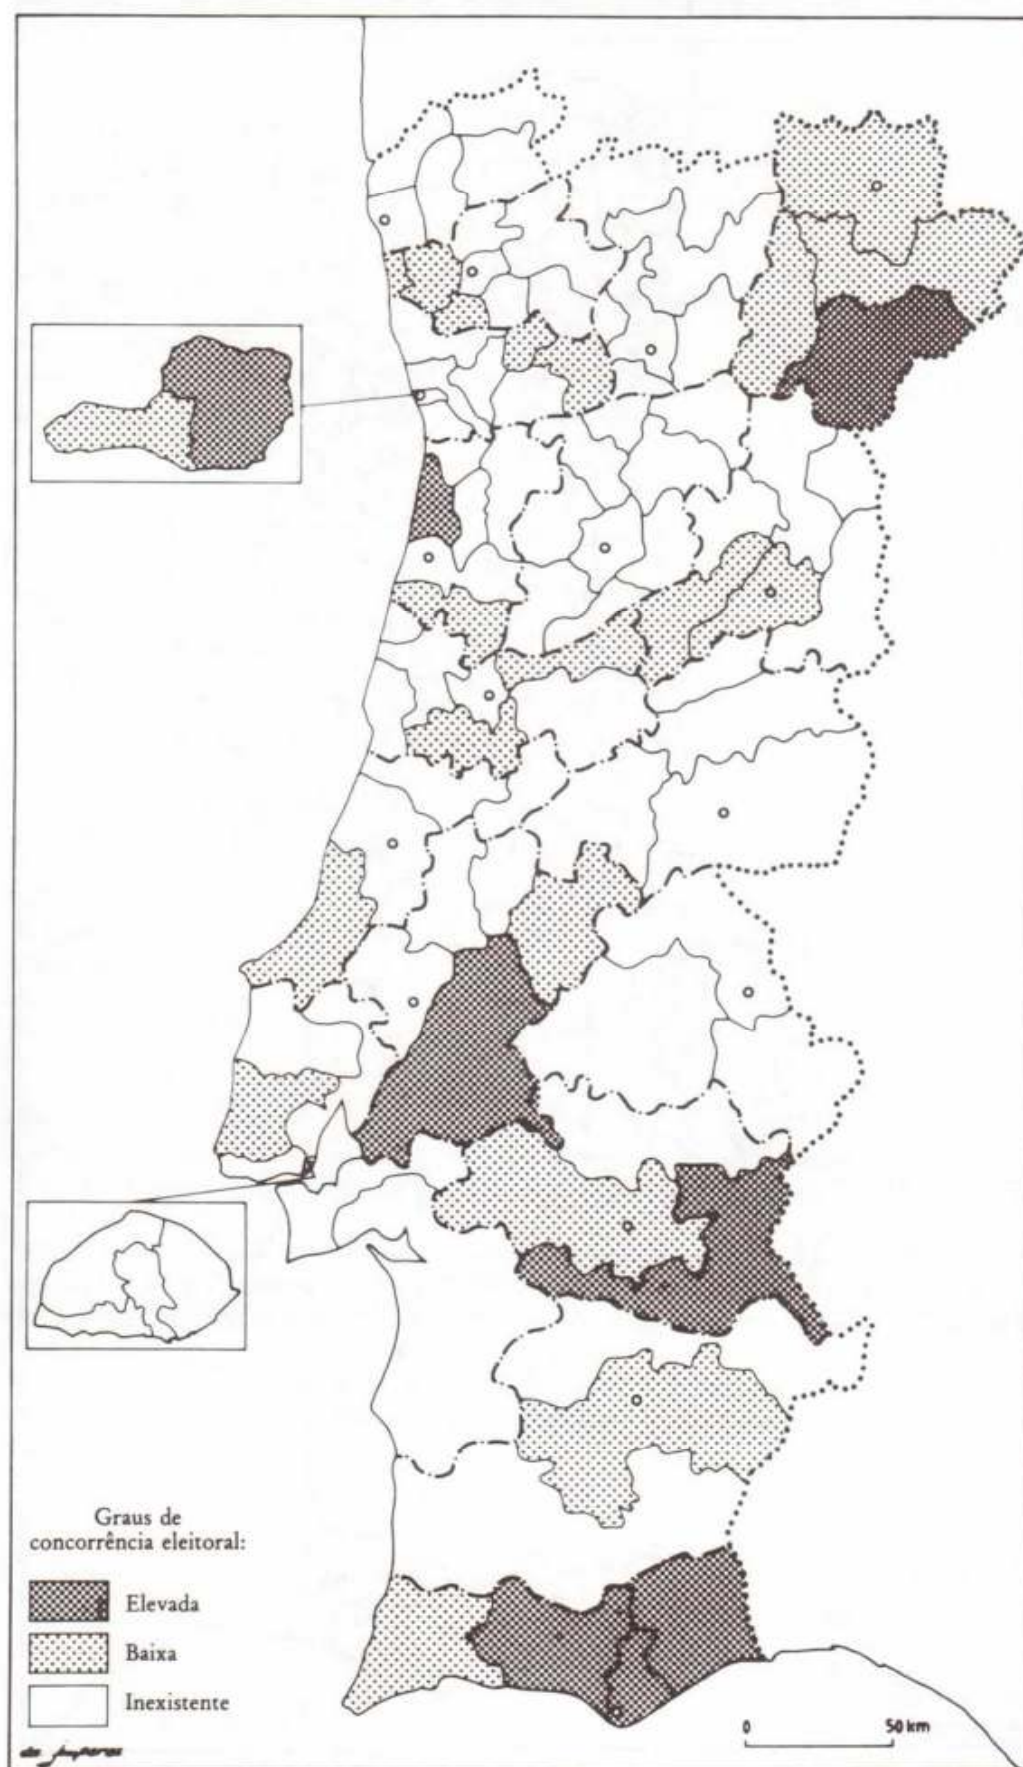 Graus de
concorrência eleitoral:
Elevada
Baixa
Inexistente
0 50 km